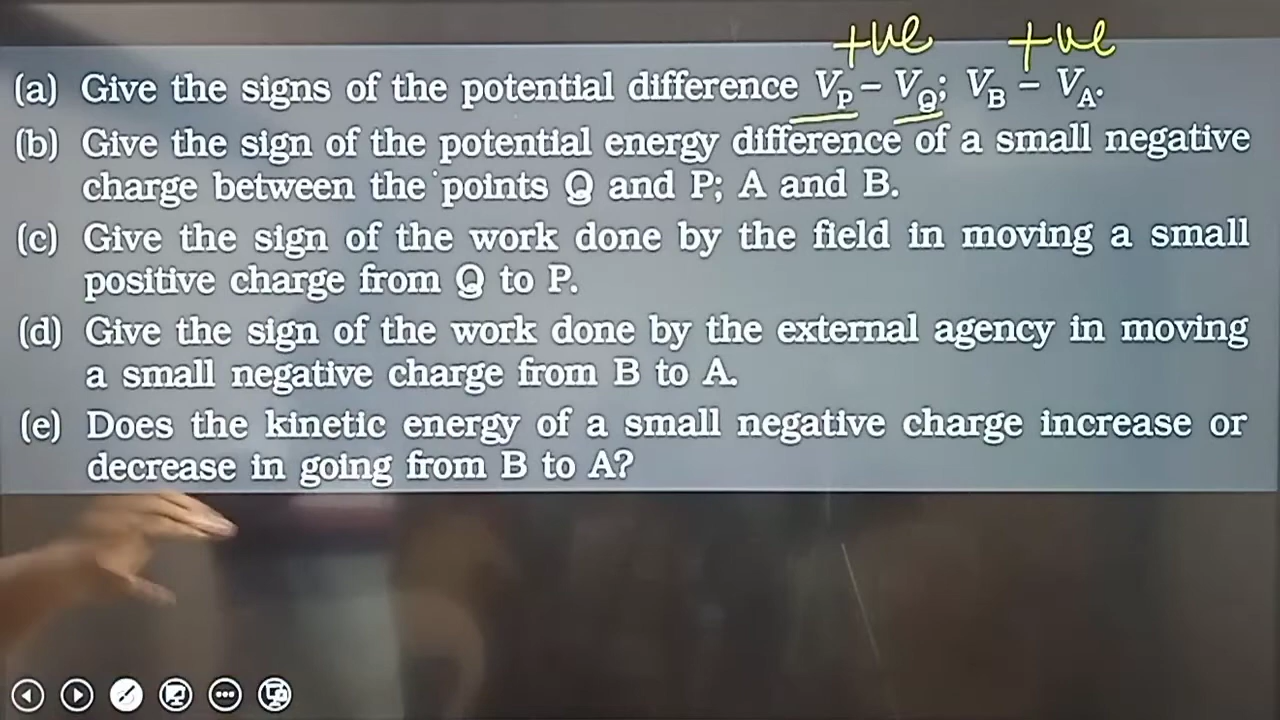 +ve +ve
(a) Give the signs of the potential difference V_P – V_Q; V_B – V_A.
(b) Give the sign of the potential energy difference of a small negative
charge between the points Q and P; A and B.
(c) Give the sign of the work done by the field in moving a small
positive charge from Q to P.
(d) Give the sign of the work done by the external agency in moving
a small negative charge from B to A.
(e) Does the kinetic energy of a small negative charge increase or
decrease in going from B to A?